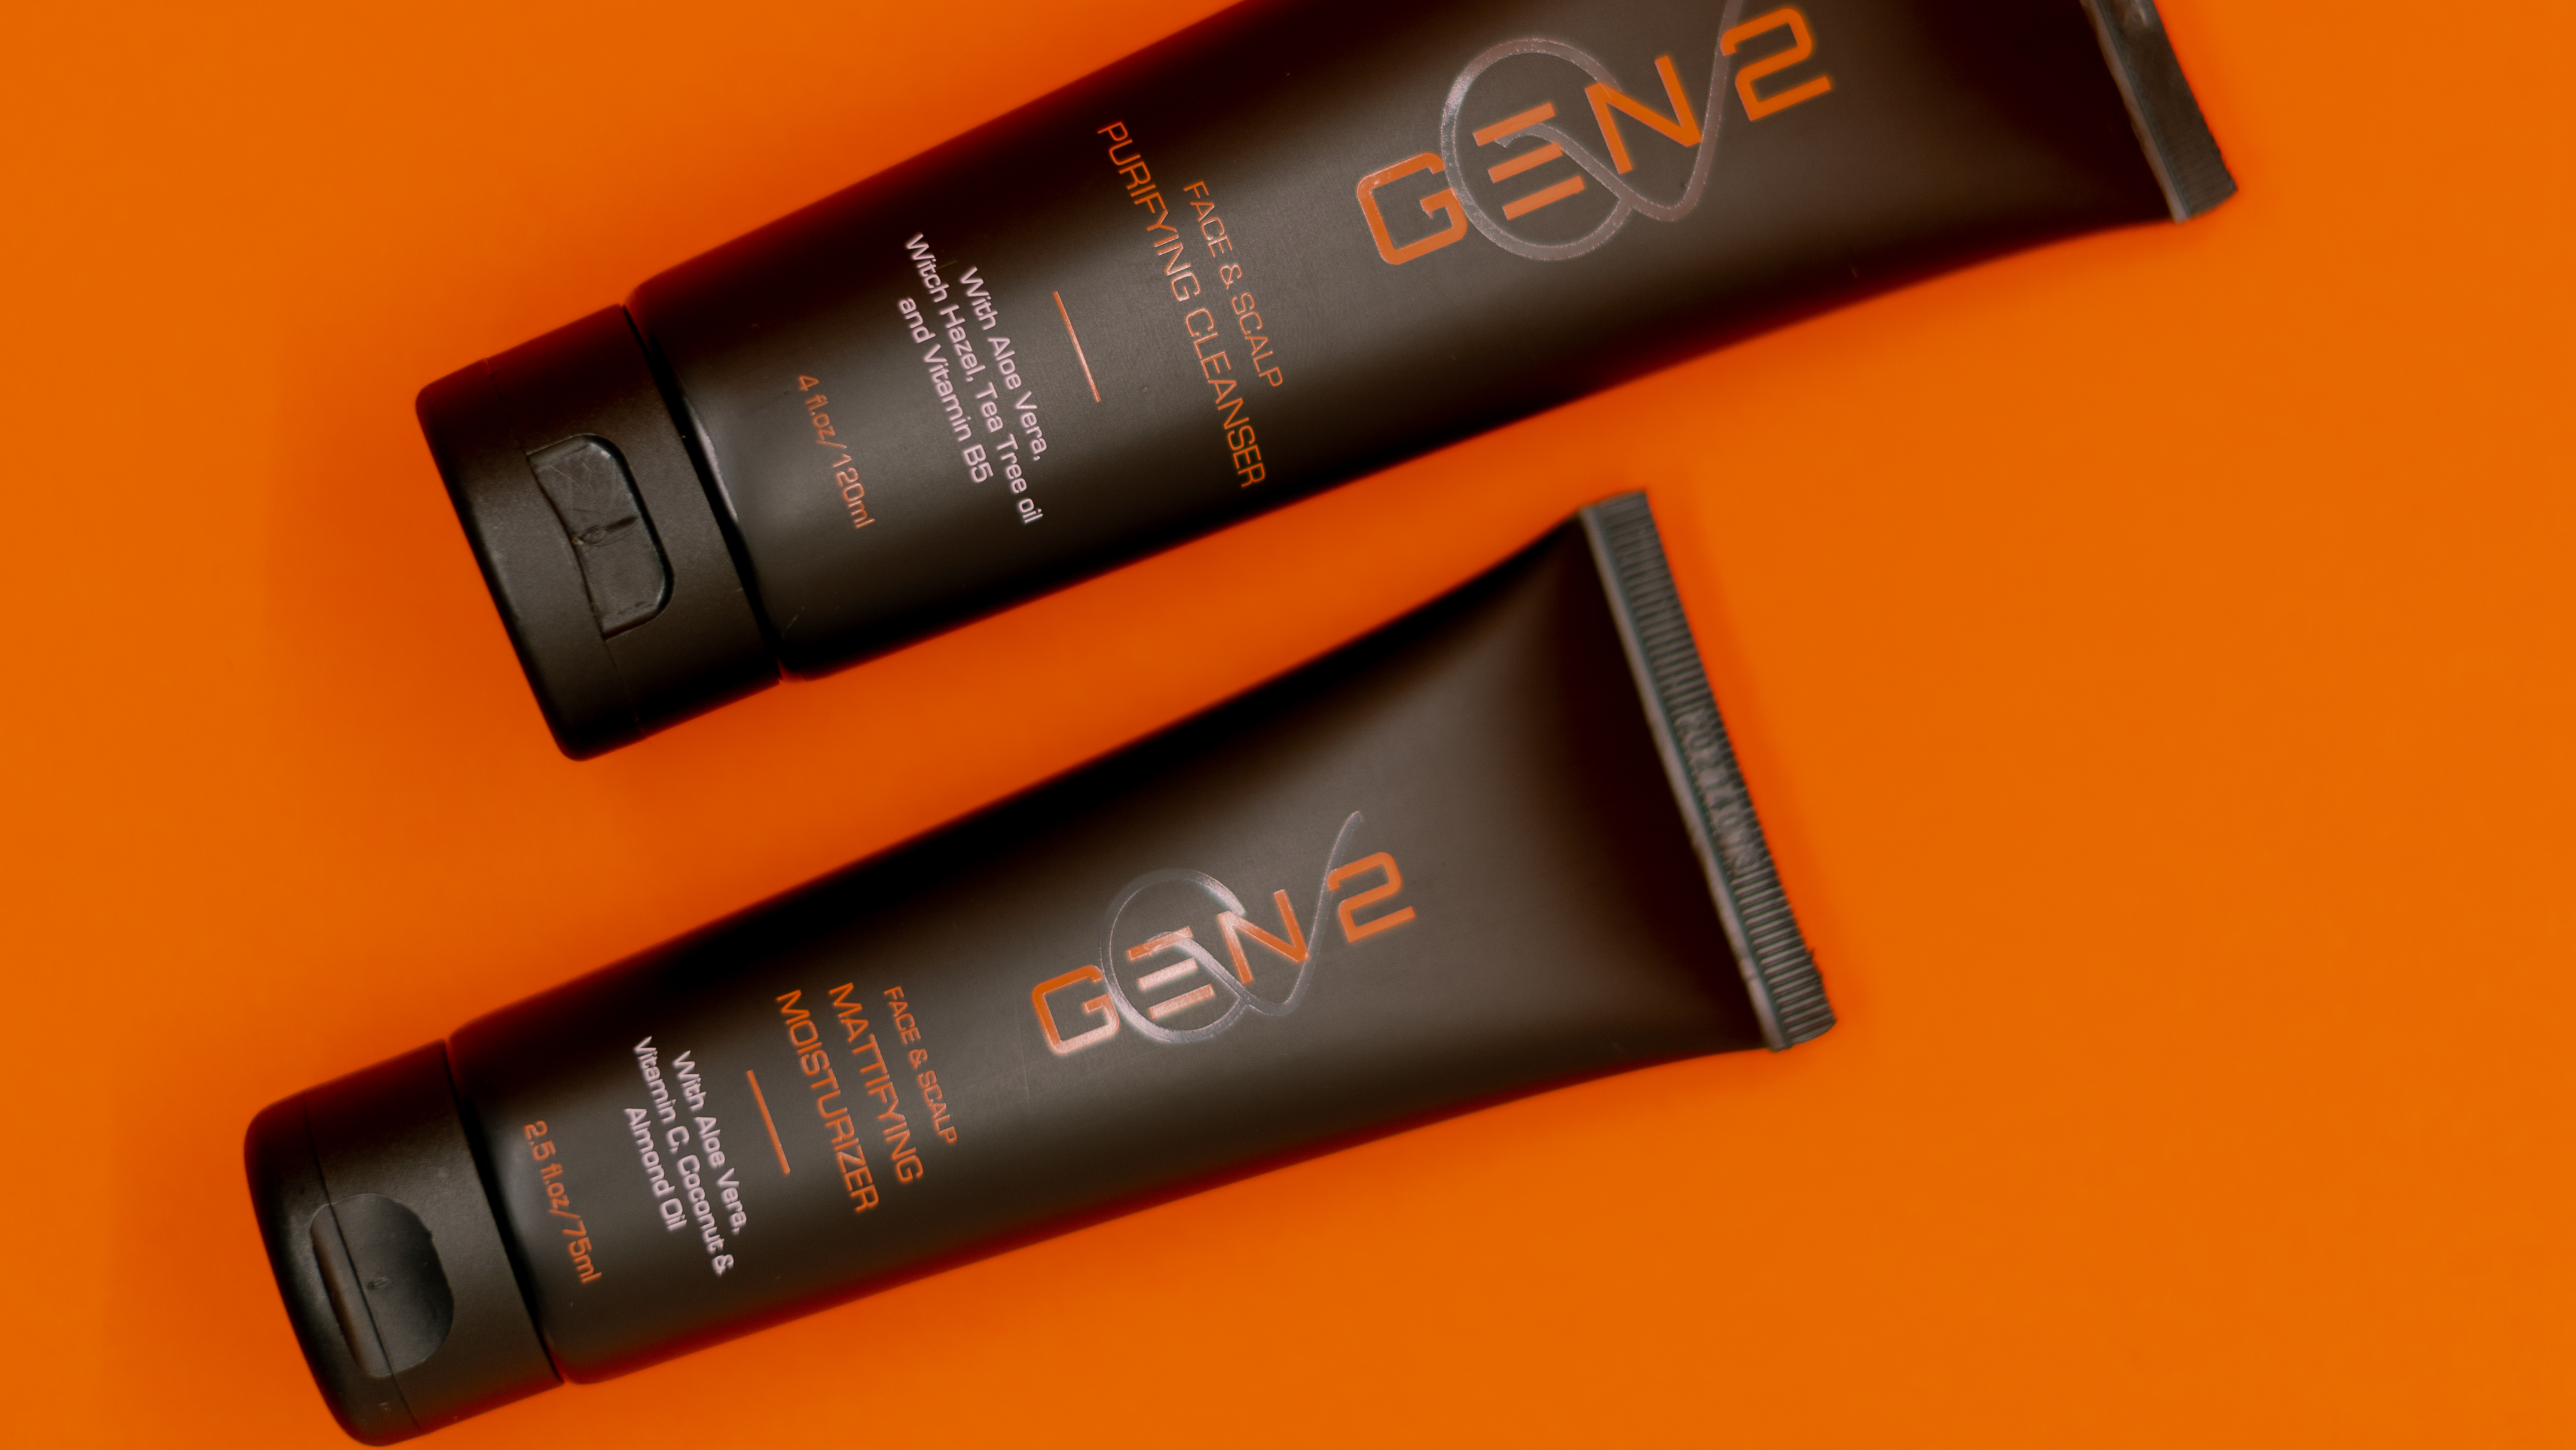 GEN2
FACE & SCALP
PURIFYING CLEANSER
With Aloe Vera,
Witch Hazel, Tea Tree oil
and Vitamin B5
4 fl.oz/120ml
GEN2
FACE & SCALP
MATTIFYING
MOISTURIZER
With Aloe Vera,
Vitamin C, Coconut &
Almond Oil
2.5 fl.oz/75ml